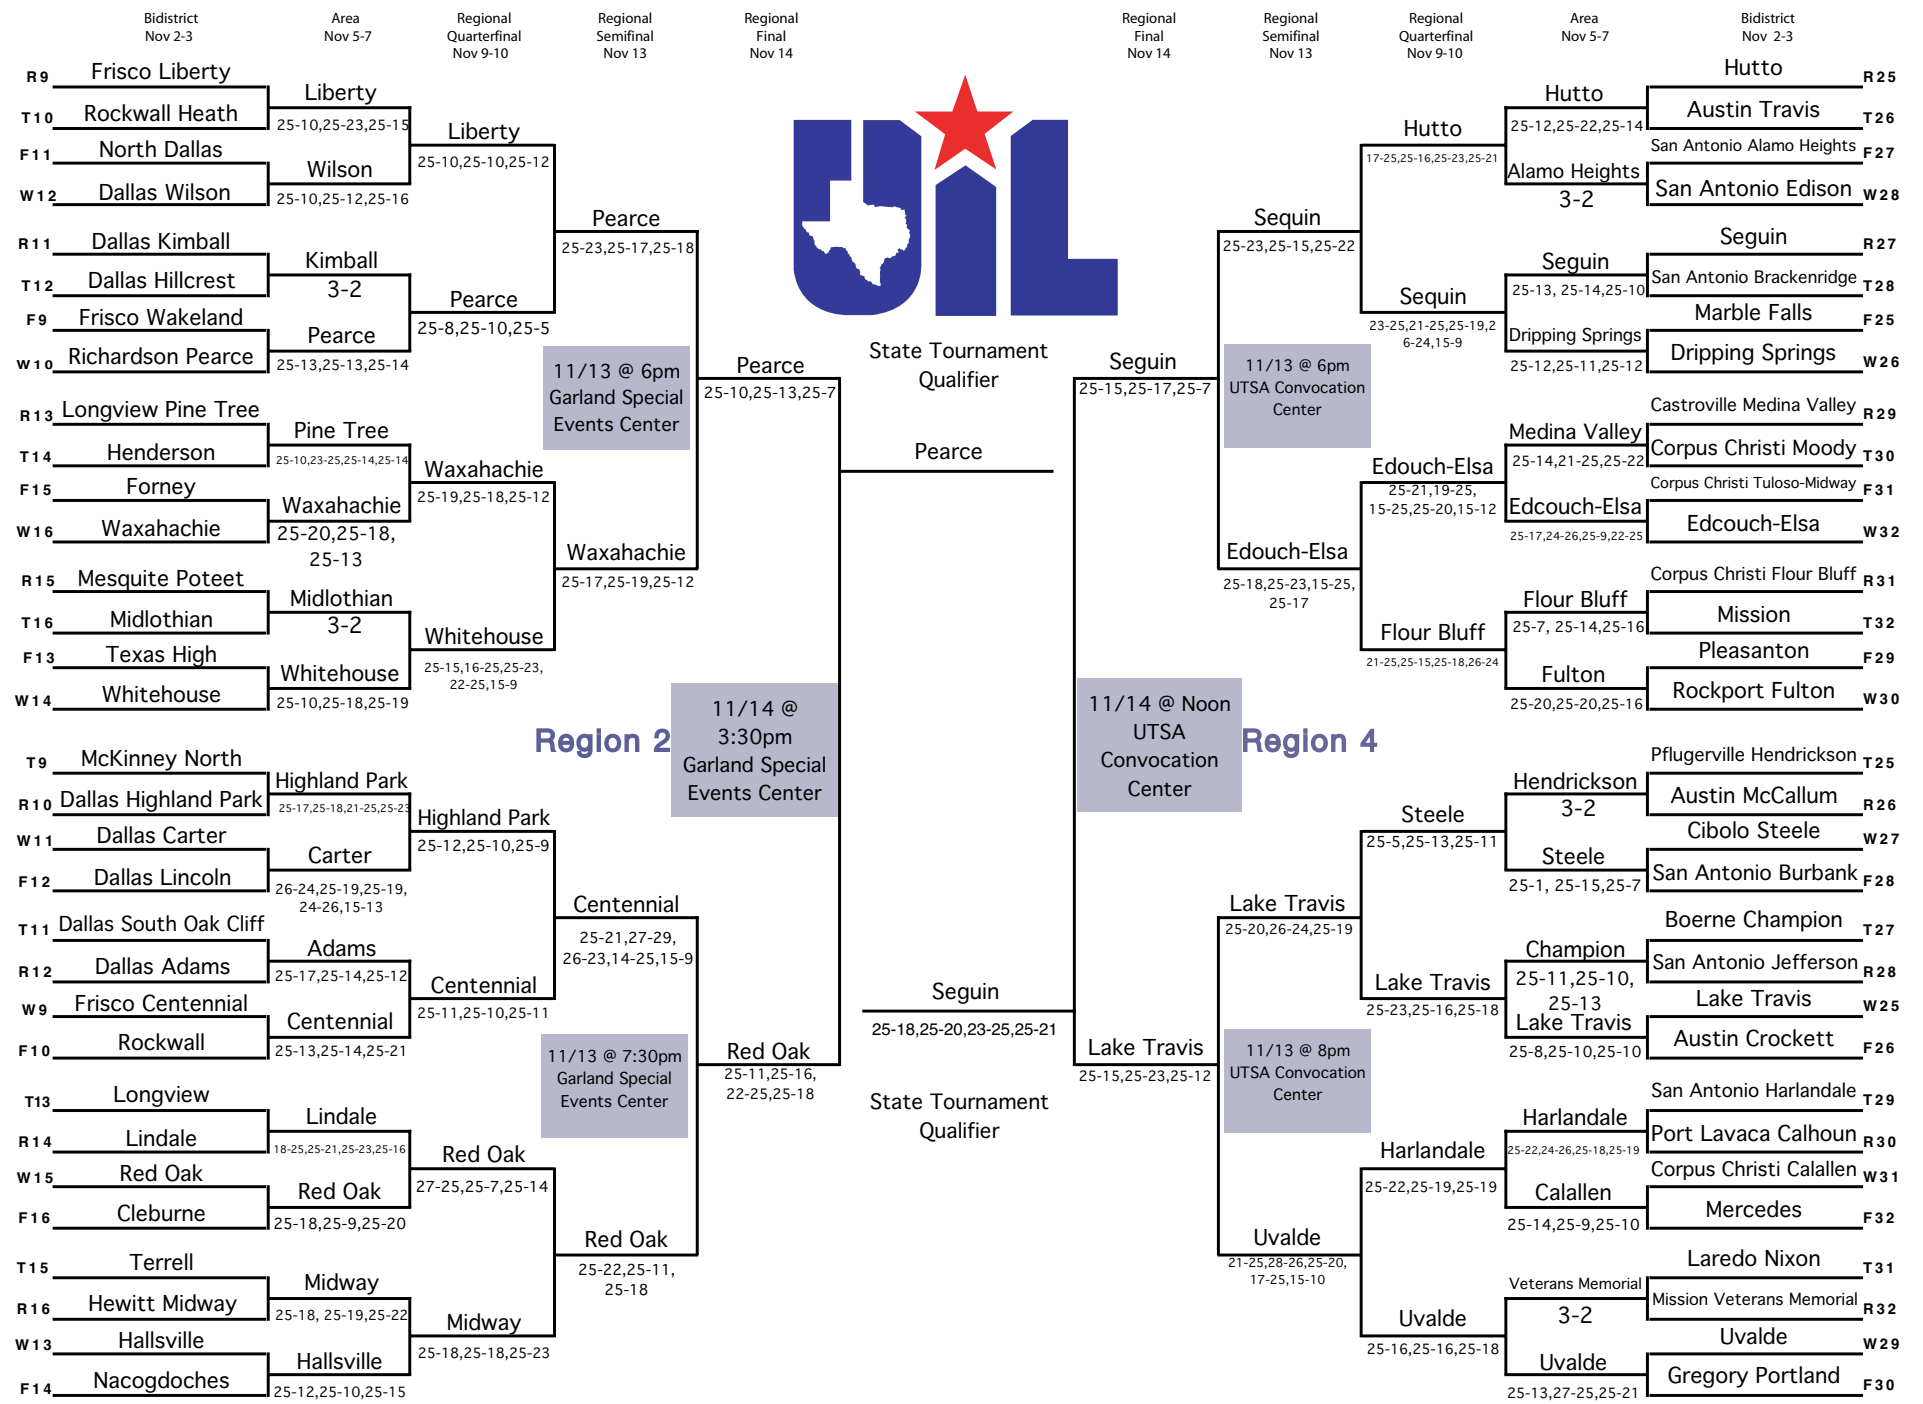 Bidistrict
Nov 2-3
Area
Nov 5-7
Regional
Quarterfinal
Nov 9-10
Regional
Semifinal
Nov 13
Regional
Final
Nov 14
Regional
Final
Nov 14
Regional
Semifinal
Nov 13
Regional
Quarterfinal
Nov 9-10
Area
Nov 5-7
Bidistrict
Nov 2-3
R9 Frisco Liberty
T10 Rockwall Heath
F11 North Dallas
W12 Dallas Wilson
R11 Dallas Kimball
T12 Dallas Hillcrest
F9 Frisco Wakeland
W10 Richardson Pearce
R13 Longview Pine Tree
T14 Henderson
F15 Forney
W16 Waxahachie
R15 Mesquite Poteet
T16 Midlothian
F13 Texas High
W14 Whitehouse
T9 McKinney North
R10 Dallas Highland Park
W11 Dallas Carter
F12 Dallas Lincoln
T11 Dallas South Oak Cliff
R12 Dallas Adams
W9 Frisco Centennial
F10 Rockwall
T13 Longview
R14 Lindale
W15 Red Oak
F16 Cleburne
T15 Terrell
R16 Hewitt Midway
W13 Hallsville
F14 Nacogdoches
Liberty
25-10,25-23,25-15
Wilson
25-10,25-12,25-16
Kimball
3-2
Pearce
25-13,25-13,25-14
Pine Tree
25-10,23-25,25-14,25-14
Waxahachie
25-20,25-18,
25-13
Midlothian
3-2
Whitehouse
25-10,25-18,25-19
Highland Park
25-17,25-18,21-25,25-23
Carter
26-24,25-19,25-19,
24-26,15-13
Adams
25-17,25-14,25-12
Centennial
25-13,25-14,25-21
Lindale
18-25,25-21,25-23,25-16
Red Oak
25-18,25-9,25-20
Midway
25-18, 25-19,25-22
Hallsville
25-12,25-10,25-15
Liberty
25-10,25-10,25-12
Pearce
25-8,25-10,25-5
Waxahachie
25-19,25-18,25-12
Whitehouse
25-15,16-25,25-23,
22-25,15-9
Highland Park
25-12,25-10,25-9
Centennial
25-11,25-10,25-11
Red Oak
27-25,25-7,25-14
Midway
25-18,25-18,25-23
Pearce
25-23,25-17,25-18
11/13 @ 6pm
Garland Special
Events Center
Waxahachie
25-17,25-19,25-12
Region 2
Centennial
25-21,27-29,
26-23,14-25,15-9
11/13 @ 7:30pm
Garland Special
Events Center
Red Oak
25-22,25-11,
25-18
Pearce
25-10,25-13,25-7
11/14 @
3:30pm
Garland Special
Events Center
Red Oak
25-11,25-16,
22-25,25-18
UIL
State Tournament
Qualifier
Pearce
Seguin
25-18,25-20,23-25,25-21
State Tournament
Qualifier
Seguin
25-15,25-17,25-7
11/14 @ Noon
UTSA
Convocation
Center
Lake Travis
25-15,25-23,25-12
Sequin
25-23,25-15,25-22
11/13 @ 6pm
UTSA Convocation
Center
Edouch-Elsa
25-18,25-23,15-25,
25-17
Region 4
Lake Travis
25-20,26-24,25-19
11/13 @ 8pm
UTSA Convocation
Center
Uvalde
21-25,28-26,25-20,
17-25,15-10
Hutto
17-25,25-16,25-23,25-21
Sequin
23-25,21-25,25-19,2
6-24,15-9
Edouch-Elsa
25-21,19-25,
15-25,25-20,15-12
Flour Bluff
21-25,25-15,25-18,26-24
Steele
25-5,25-13,25-11
Lake Travis
25-23,25-16,25-18
Harlandale
25-22,25-19,25-19
Uvalde
25-16,25-16,25-18
Hutto
25-12,25-22,25-14
Alamo Heights
3-2
Seguin
25-13, 25-14,25-10
Dripping Springs
25-12,25-11,25-12
Medina Valley
25-14,21-25,25-22
Edcouch-Elsa
25-17,24-26,25-9,22-25
Flour Bluff
25-7, 25-14,25-16
Fulton
25-20,25-20,25-16
Hendrickson
3-2
Steele
25-1, 25-15,25-7
Champion
25-11,25-10,
25-13
Lake Travis
25-8,25-10,25-10
Harlandale
25-22,24-26,25-18,25-19
Calallen
25-14,25-9,25-10
Veterans Memorial
3-2
Uvalde
25-13,27-25,25-21
Hutto R25
Austin Travis T26
San Antonio Alamo Heights F27
San Antonio Edison W28
Seguin R27
San Antonio Brackenridge T28
Marble Falls F25
Dripping Springs W26
Castroville Medina Valley R29
Corpus Christi Moody T30
Corpus Christi Tuloso-Midway F31
Edcouch-Elsa W32
Corpus Christi Flour Bluff R31
Mission T32
Pleasanton F29
Rockport Fulton W30
Pflugerville Hendrickson T25
Austin McCallum R26
Cibolo Steele W27
San Antonio Burbank F28
Boerne Champion T27
San Antonio Jefferson R28
Lake Travis W25
Austin Crockett F26
San Antonio Harlandale T29
Port Lavaca Calhoun R30
Corpus Christi Calallen W31
Mercedes F32
Laredo Nixon T31
Mission Veterans Memorial R32
Uvalde W29
Gregory Portland F30